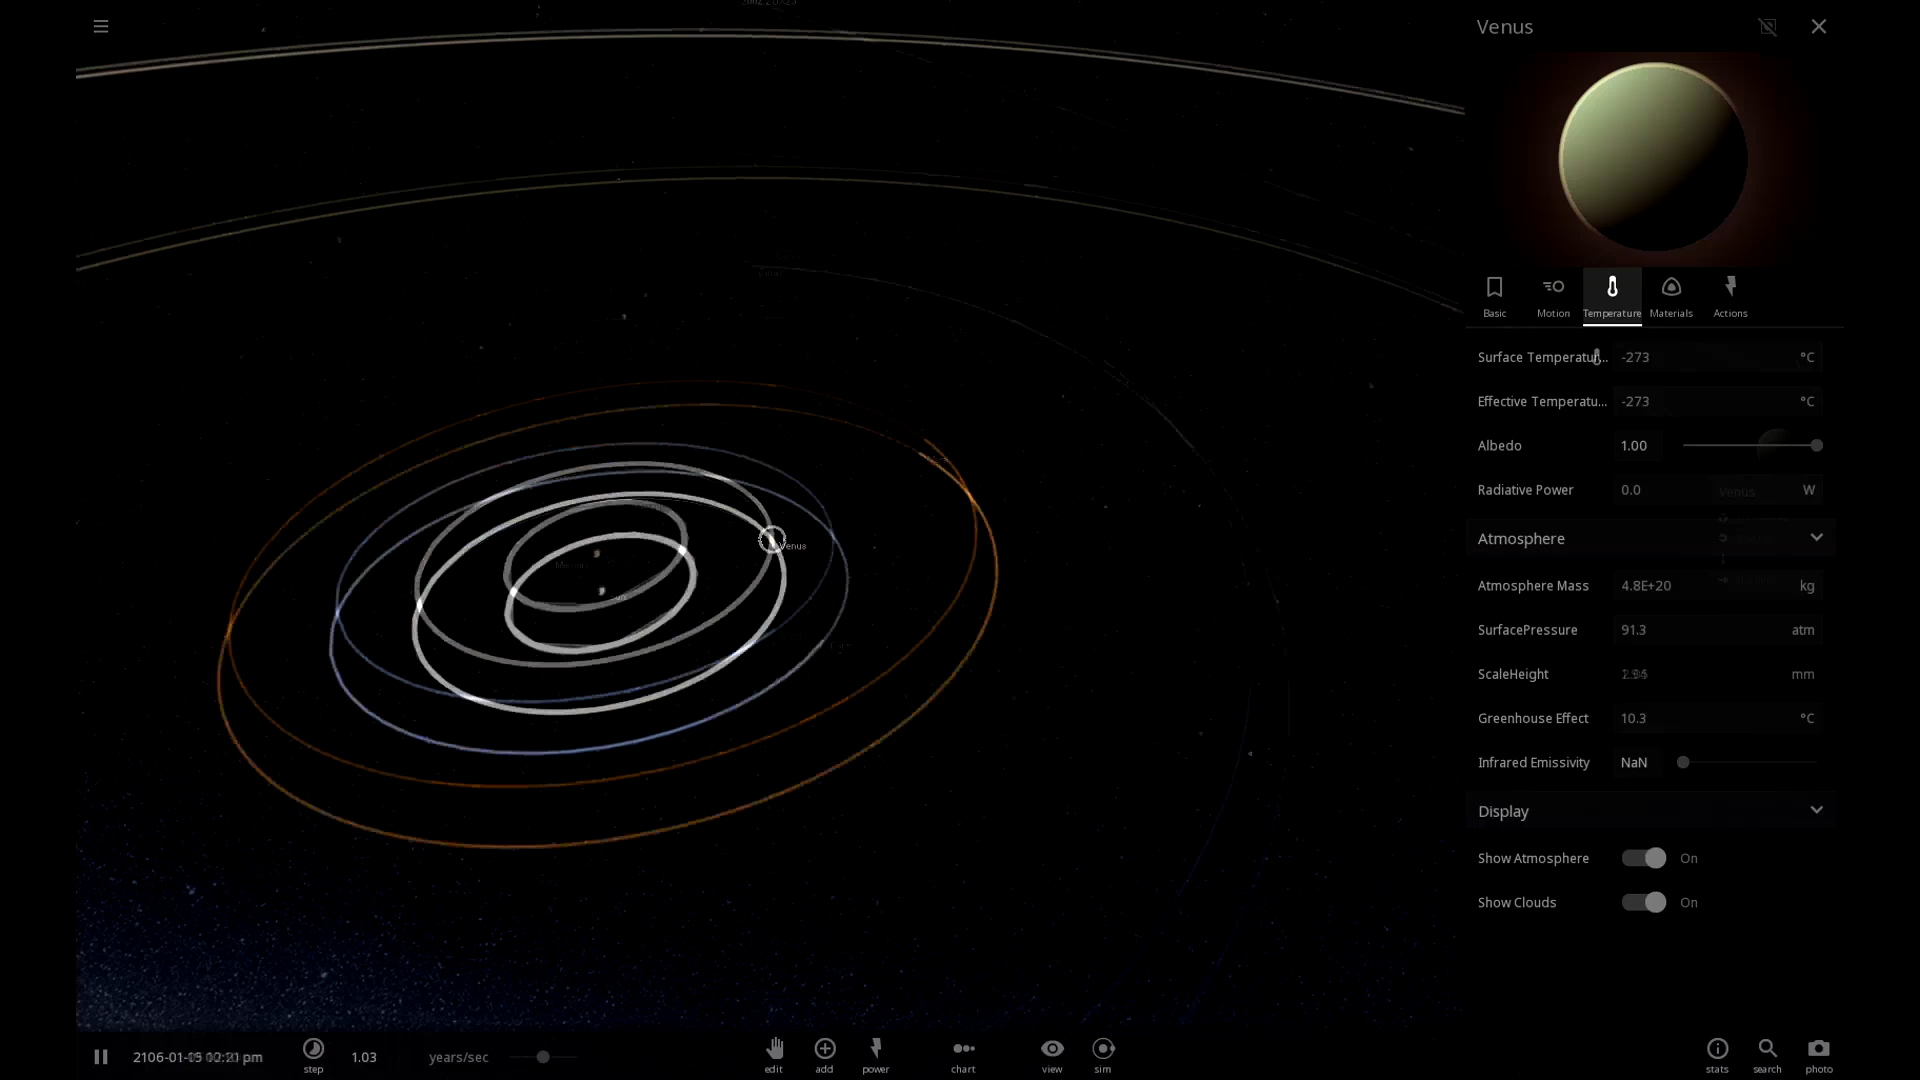 Venus
Basic Motion Temperature Materials Actions
Surface Temperatur... -273 °C
Effective Temperatu... -273 °C
Albedo 1.00
Radiative Power 0.0 W
Venus
Venus
Atmosphere
Atmosphere Mass 4.8E+20 kg
SurfacePressure 91.3 atm
ScaleHeight mm
Greenhouse Effect 10.3 °C
Infrared Emissivity NaN
Display
Show Atmosphere On
Show Clouds On
pm
step
1.03 years/sec
edit add power chart view sim
stats search photo